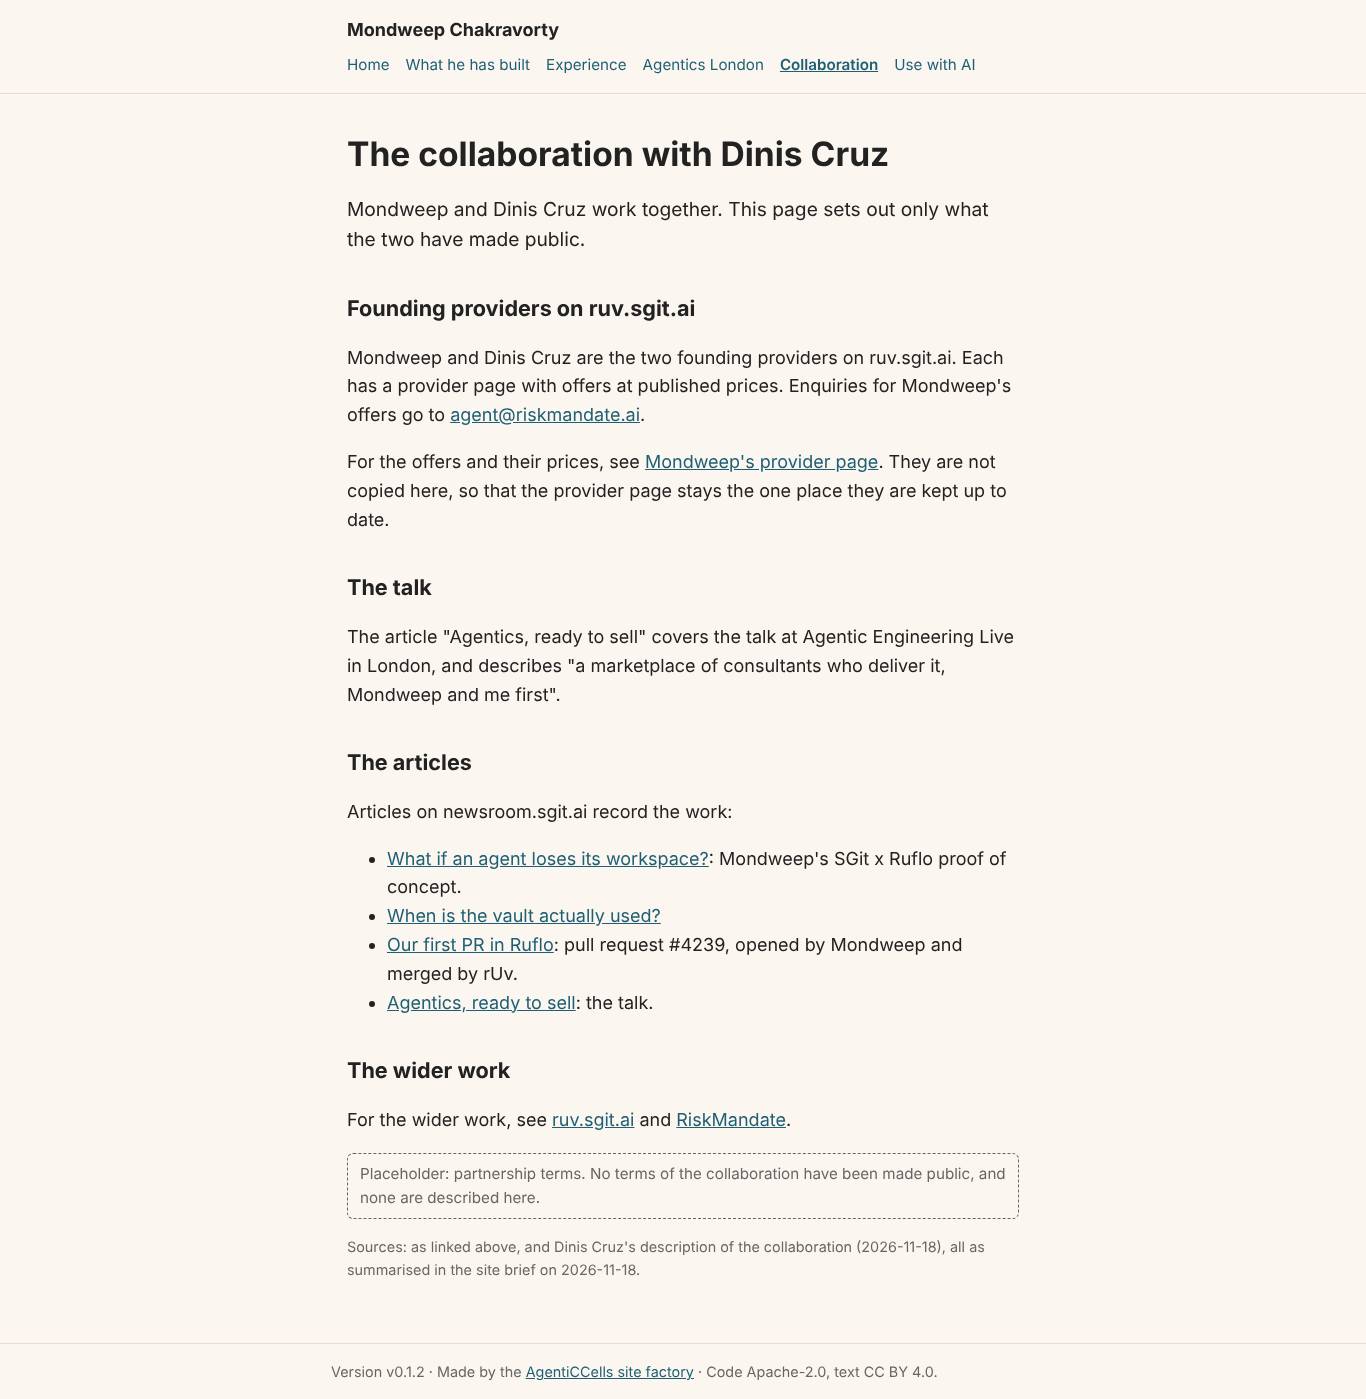 Mondweep Chakravorty
Home What he has built Experience Agentics London Collaboration Use with AI
The collaboration with Dinis Cruz
Mondweep and Dinis Cruz work together. This page sets out only what
the two have made public.
Founding providers on ruv.sgit.ai
Mondweep and Dinis Cruz are the two founding providers on ruv.sgit.ai. Each
has a provider page with offers at published prices. Enquiries for Mondweep's
offers go to agent@riskmandate.ai.
For the offers and their prices, see Mondweep's provider page. They are not
copied here, so that the provider page stays the one place they are kept up to
date.
The talk
The article "Agentics, ready to sell" covers the talk at Agentic Engineering Live
in London, and describes "a marketplace of consultants who deliver it,
Mondweep and me first".
The articles
Articles on newsroom.sgit.ai record the work:
• What if an agent loses its workspace?: Mondweep's SGit x Ruflo proof of
concept.
• When is the vault actually used?
• Our first PR in Ruflo: pull request #4239, opened by Mondweep and
merged by rUv.
• Agentics, ready to sell: the talk.
The wider work
For the wider work, see ruv.sgit.ai and RiskMandate.
Placeholder: partnership terms. No terms of the collaboration have been made public, and
none are described here.
Sources: as linked above, and Dinis Cruz's description of the collaboration (2026-11-18), all as
summarised in the site brief on 2026-11-18.
Version v0.1.2 · Made by the AgentiCCells site factory · Code Apache-2.0, text CC BY 4.0.